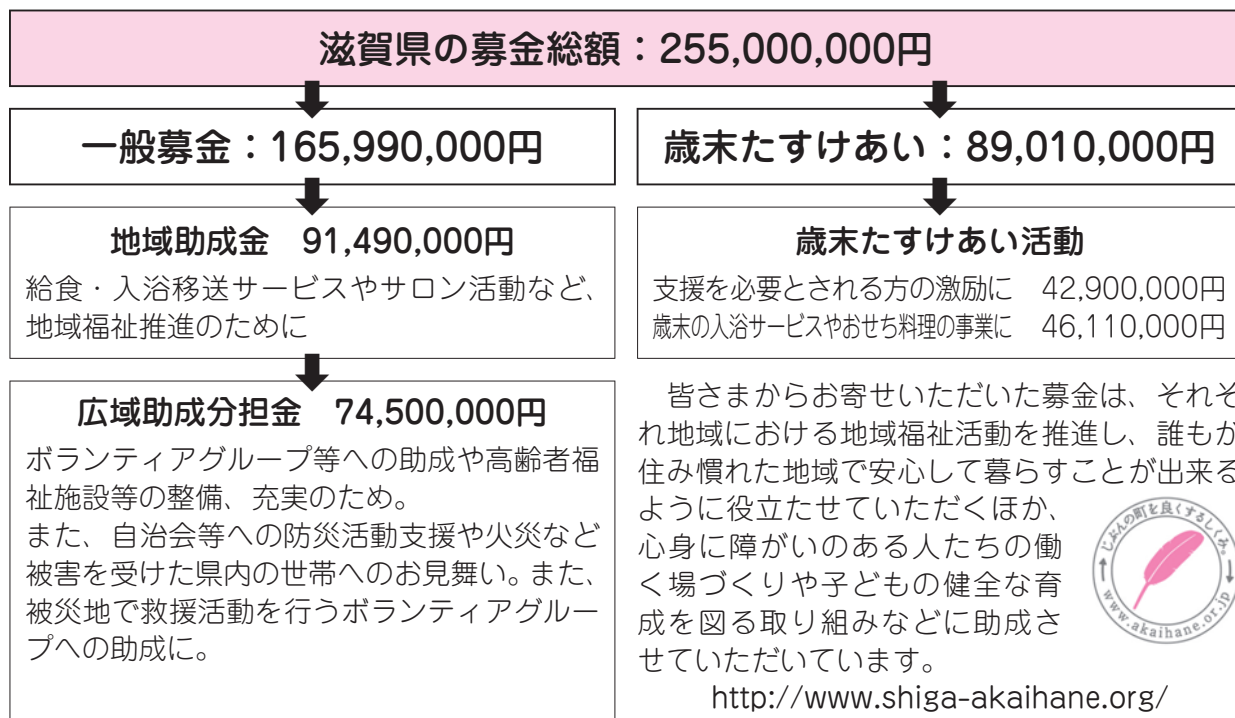 滋賀県の募金総額：255,000,000円
一般募金：165,990,000円
地域助成金　91,490,000円
給食・入浴移送サービスやサロン活動など、
地域福祉推進のために
広域助成分担金　74,500,000円
ボランティアグループ等への助成や高齢者福
祉施設等の整備、充実のため。
また、自治会等への防災活動支援や火災など
被害を受けた県内の世帯へのお見舞い。また、
被災地で救援活動を行うボランティアグルー
プへの助成に。
歳末たすけあい：89,010,000円
歳末たすけあい活動
支援を必要とされる方の激励に　42,900,000円
歳末の入浴サービスやおせち料理の事業に　46,110,000円
皆さまからお寄せいただいた募金は、それぞ
れ地域における地域福祉活動を推進し、誰もが
住み慣れた地域で安心して暮らすことが出来る
ように役立たせていただくほか、
心身に障がいのある人たちの働
く場づくりや子どもの健全な育
成を図る取り組みなどに助成さ
せていただいています。
じぶんの町を良くするしくみ。
www.akaihane.or.jp
http://www.shiga-akaihane.org/